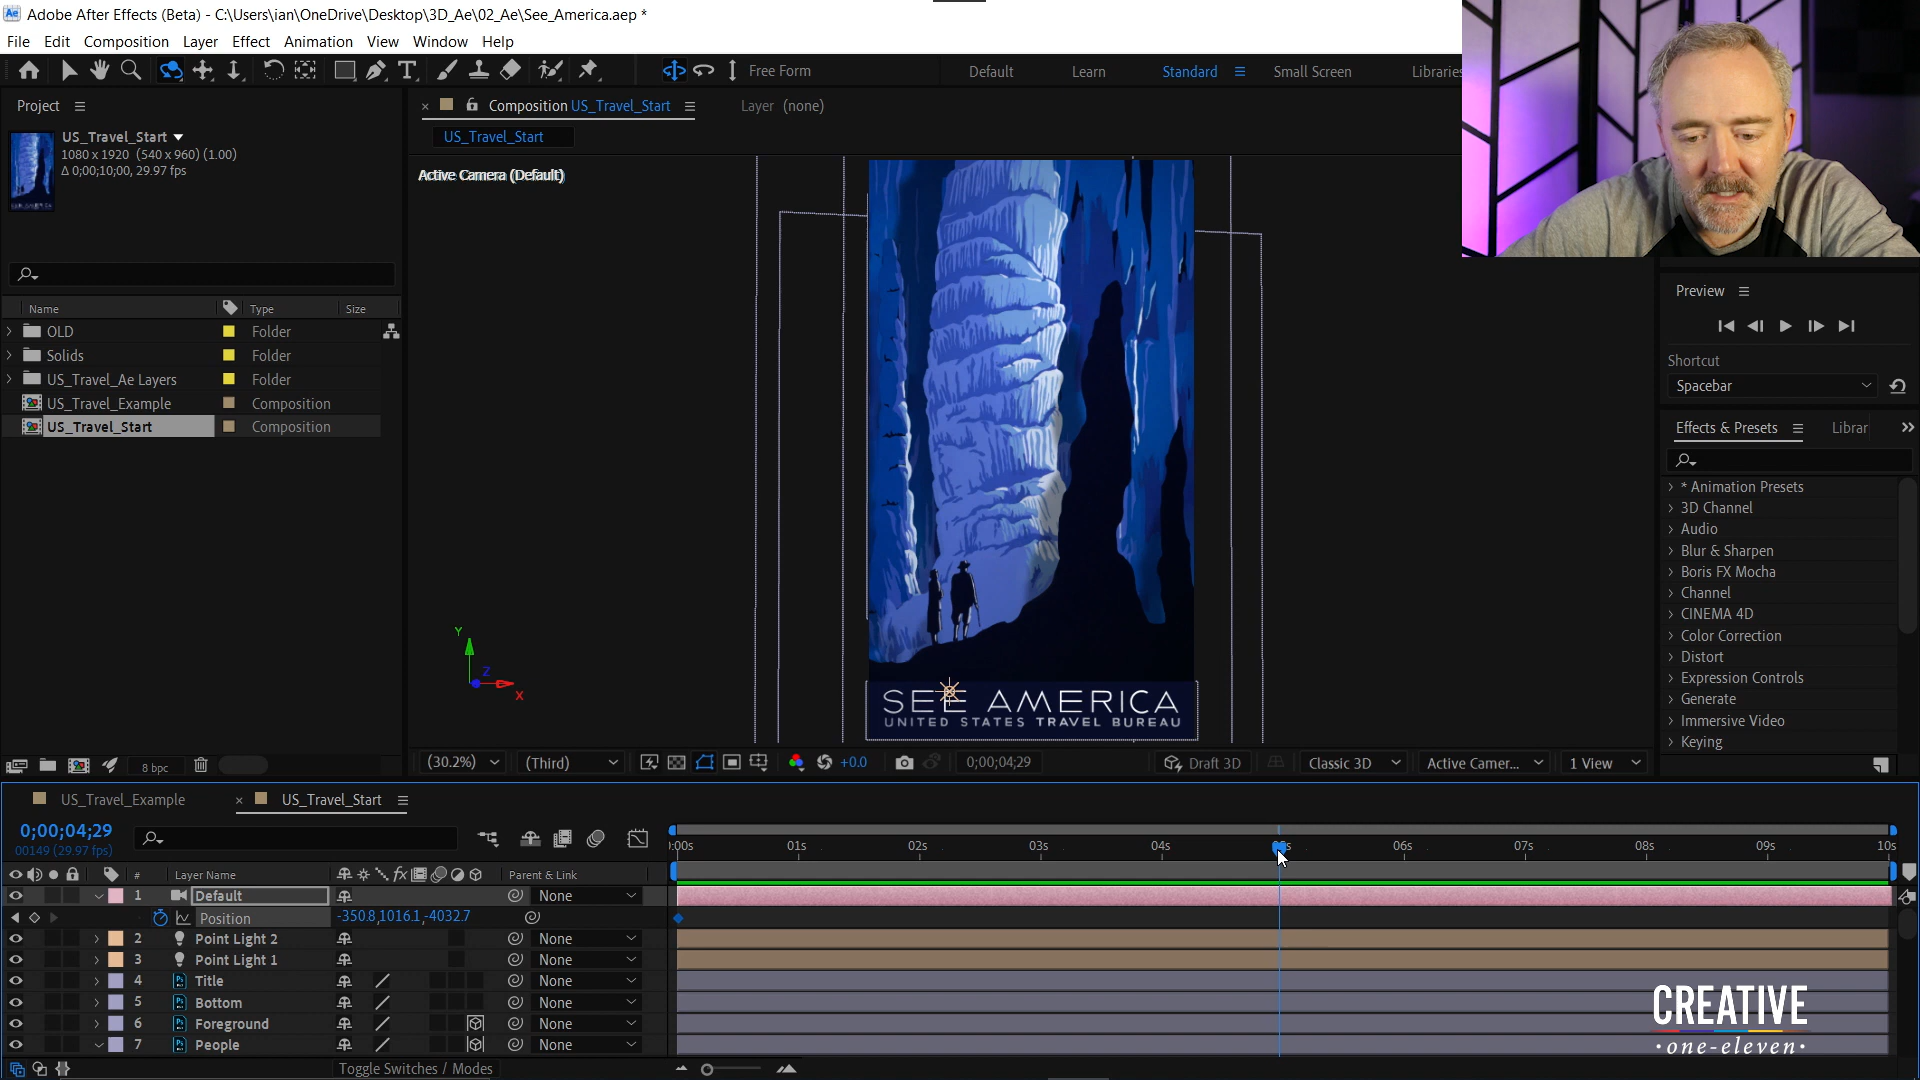 Adobe After Effects (Beta) - C:\Users\ian\OneDrive\Desktop\3D_Ae\02_Ae\See_America.aep *
File Edit Composition Layer Effect Animation View Window Help
Free Form Default Learn Standard Small Screen Libraries
Project Composition US_Travel_Start Layer (none)
US_Travel_Start
US_Travel_Start
1080 x 1920 (540 x 960) (1.00)
Δ 0;00;10;00, 29.97 fps
Active Camera (Default)
Name Type Size
OLD Folder
Solids Folder
US_Travel_Ae Layers Folder
US_Travel_Example Composition
US_Travel_Start Composition
Preview
Shortcut
Spacebar
Effects & Presets Librar
* Animation Presets
3D Channel
Audio
Blur & Sharpen
Boris FX Mocha
Channel
CINEMA 4D
Color Correction
Distort
Expression Controls
Generate
Immersive Video
Keying
Y
Z
X
SEE AMERICA
UNITED STATES TRAVEL BUREAU
8 bpc (30.2%) (Third) +0.0 0;00;04;29 Draft 3D Classic 3D Active Camer... 1 View
US_Travel_Example US_Travel_Start
0;00;04;29
00149 (29.97 fps)
:00s 01s 02s 03s 04s 06s 07s 08s 09s 10s
# Layer Name fx Parent & Link
1 Default None
Position -350.8,1016.1,-4032.7
2 Point Light 2 None
3 Point Light 1 None
4 Title None
5 Bottom None
6 Foreground None
7 People None
Toggle Switches / Modes
CREATIVE
·one-eleven·